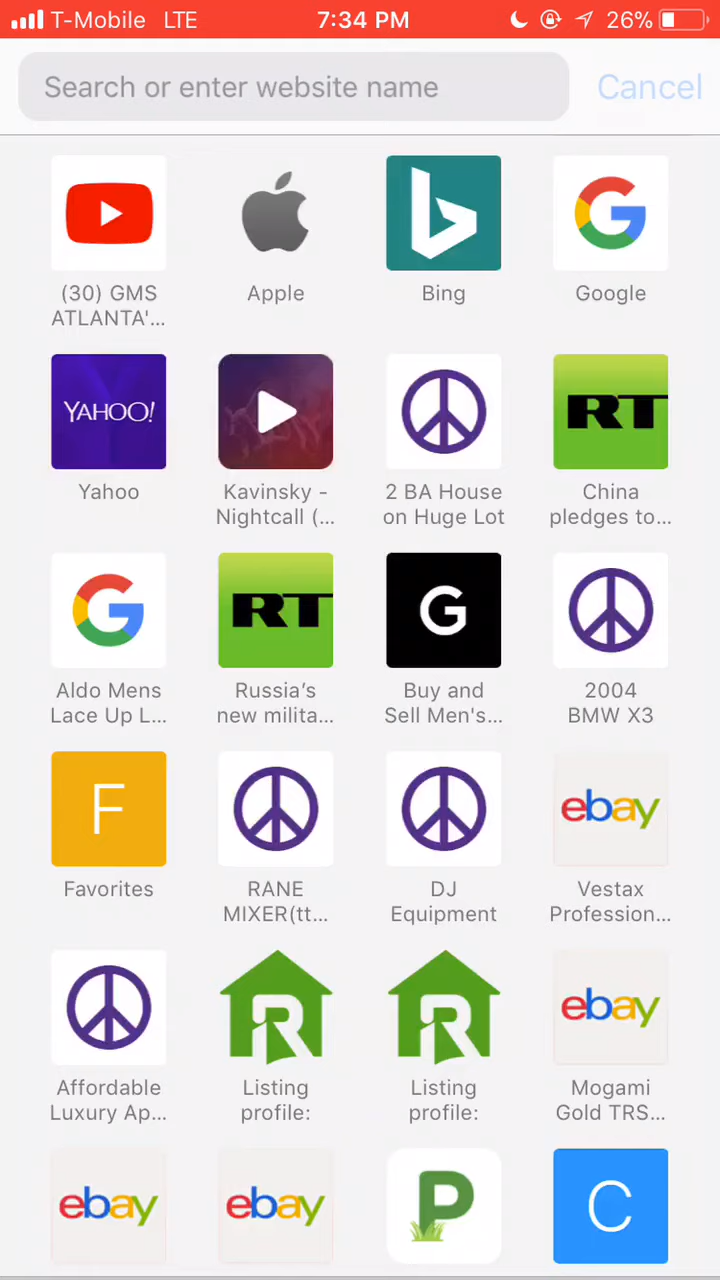 T-Mobile LTE 7:34 PM 26%
Search or enter website name Cancel
(30) GMS
ATLANTA'...
Apple
Bing
Google
YAHOO!
Yahoo
Kavinsky -
Nightcall (...
2 BA House
on Huge Lot
RT
China
pledges to...
G
Aldo Mens
Lace Up L...
RT
Russia's
new milita...
G
Buy and
Sell Men's...
2004
BMW X3
F
Favorites
RANE
MIXER(tt...
DJ
Equipment
ebay
Vestax
Profession...
Affordable
Luxury Ap...
R
Listing
profile:
R
Listing
profile:
ebay
Mogami
Gold TRS...
ebay
ebay
P
C